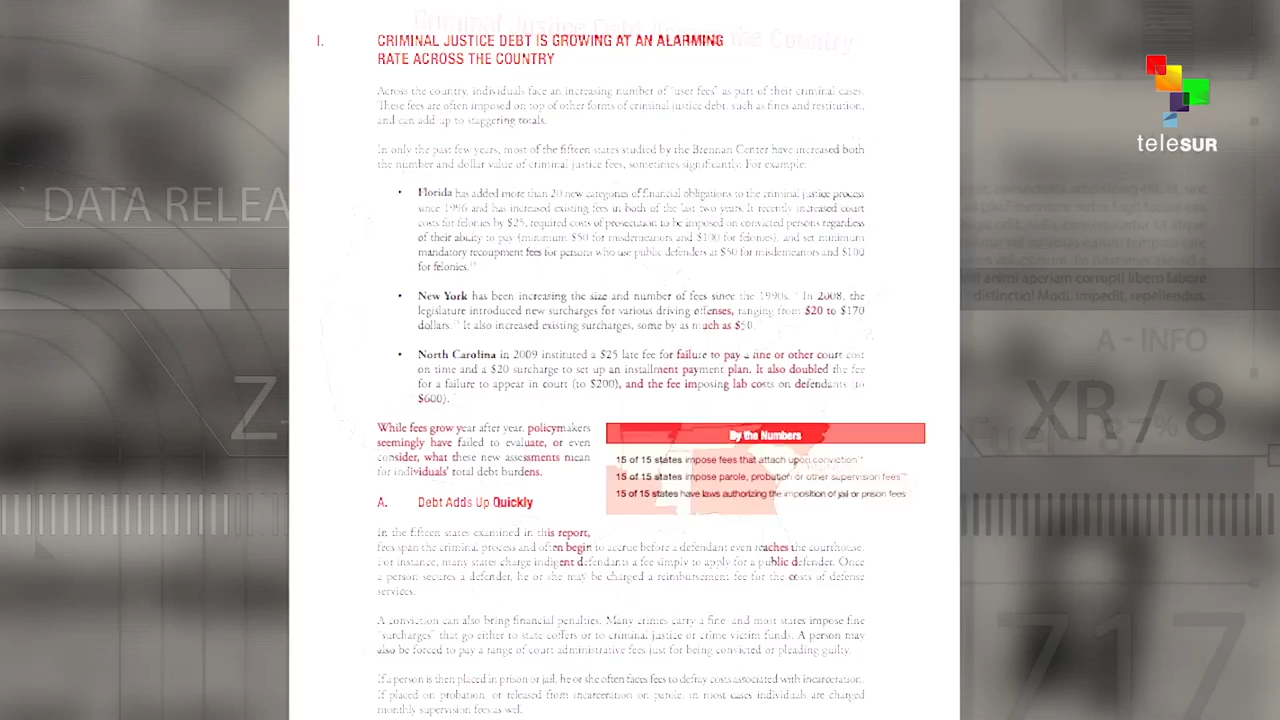 I. CRIMINAL JUSTICE DEBT IS GROWING AT AN ALARMING
RATE ACROSS THE COUNTRY
Across the country, individuals face an increasing number of "user fees" as part of their criminal cases.
These fees are often imposed on top of other forms of criminal justice debt, such as fines and restitution,
and can add up to staggering totals.
In only the past few years, most of the fifteen states studied by the Brennan Center have increased both
the number and dollar value of criminal justice fees, sometimes significantly. For example:
• Florida has added more than 20 new categories of financial obligations to the criminal justice process
since 1996 and has increased existing fees in both of the last two years. It recently increased court
costs for felonies by $25, required costs of prosecution to be imposed on convicted persons regardless
of their ability to pay (minimum $50 for misdemeanors and $100 for felonies), and set minimum
mandatory recoupment fees for persons who use public defenders at $50 for misdemeanors and $100
for felonies.
• New York has been increasing the size and number of fees since the 1990s. In 2008, the
legislature introduced new surcharges for various driving offenses, ranging from $20 to $170
dollars. It also increased existing surcharges, some by as much as $50.
• North Carolina in 2009 instituted a $25 late fee for failure to pay a fine or other court cost
on time and a $20 surcharge to set up an installment payment plan. It also doubled the fee
for a failure to appear in court (to $200), and the fee imposing lab costs on defendants (to
$600).
While fees grow year after year, policymakers
seemingly have failed to evaluate, or even
consider, what these new assessments mean
for individuals' total debt burdens.
By the Numbers
15 of 15 states impose fees that attach upon conviction
15 of 15 states impose parole, probation or other supervision fees
15 of 15 states have laws authorizing the imposition of jail or prison fees
A. Debt Adds Up Quickly
In the fifteen states examined in this report,
fees span the criminal process and often begin to accrue before a defendant even reaches the courthouse.
For instance, many states charge indigent defendants a fee simply to apply for a public defender. Once
a person secures a defender, he or she may be charged a reimbursement fee for the costs of defense
services.
A conviction can also bring financial penalties. Many crimes carry a fine, and most states impose fine
"surcharges" that go either to state coffers or to criminal justice or crime victim funds. A person may
also be forced to pay a range of court administrative fees just for being convicted or pleading guilty.
If a person is then placed in prison or jail, he or she often faces fees to defray costs associated with incarceration.
If placed on probation, or released from incarceration on parole, in most cases individuals are charged
monthly supervision fees as well.
teleSUR
DATA RELEA
Z-
libero labore
distinctio! Modi, impedit, repellendus.
A - INFO
XR / 8
Z17